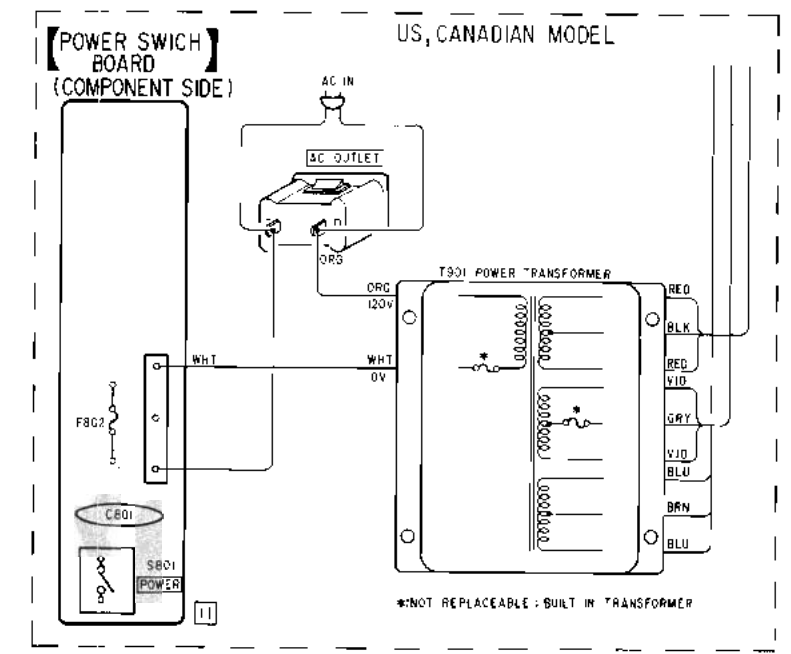 US, CANADIAN MODEL
【POWER SWICH
BOARD】
(COMPONENT SIDE)
AC IN
AC OUTLET
ORG
T901 POWER TRANSFORMER
ORG
120V
RED
BLK
WHT
WHT
0V
*
RED
VIO
*
F802
GRY
VIO
BLU
C801
BRN
BLU
S801
POWER
11
*:NOT REPLACEABLE : BUILT IN TRANSFORMER